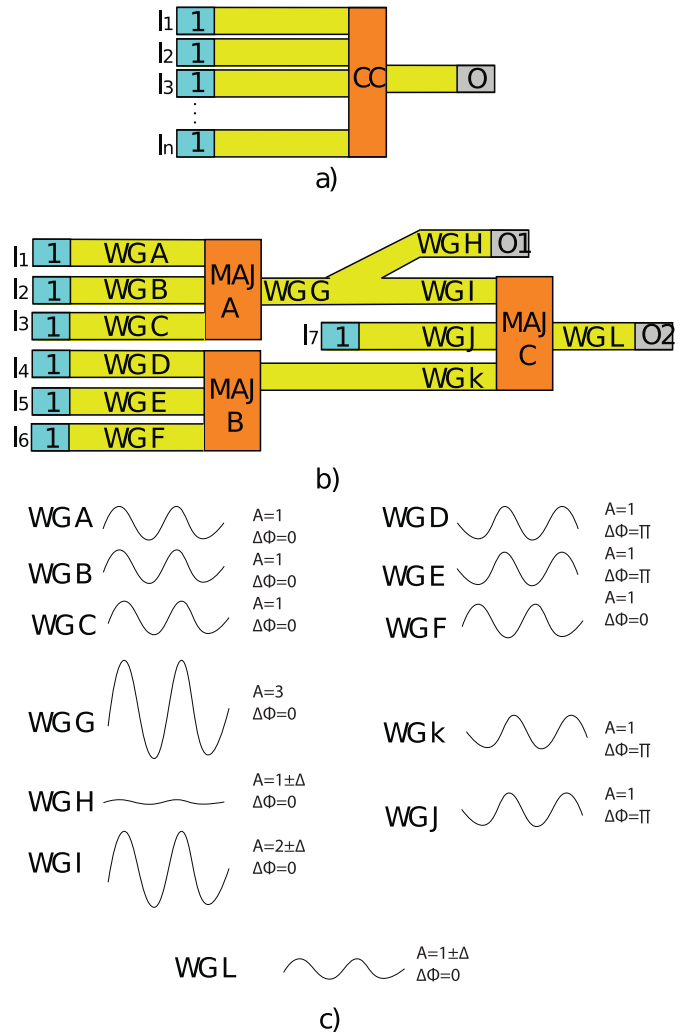 I1 1
I2 1
I3 1
CC
O
⋮
In 1
a)
I1 1 WGA
I2 1 WGB
I3 1 WGC
MAJ
A
WGG
WGH O1
WGI
I7 1 WGJ
MAJ
C
WGL O2
I4 1 WGD
I5 1 WGE
I6 1 WGF
MAJ
B
WGk
b)
WGA
A=1
ΔΦ=0
WGB
A=1
ΔΦ=0
WGC
A=1
ΔΦ=0
WGG
A=3
ΔΦ=0
WGH
A=1±Δ
ΔΦ=0
WGI
A=2±Δ
ΔΦ=0
WGD
A=1
ΔΦ=Π
WGE
A=1
ΔΦ=Π
WGF
A=1
ΔΦ=0
WGk
A=1
ΔΦ=Π
WGJ
A=1
ΔΦ=Π
WGL
A=1±Δ
ΔΦ=0
c)